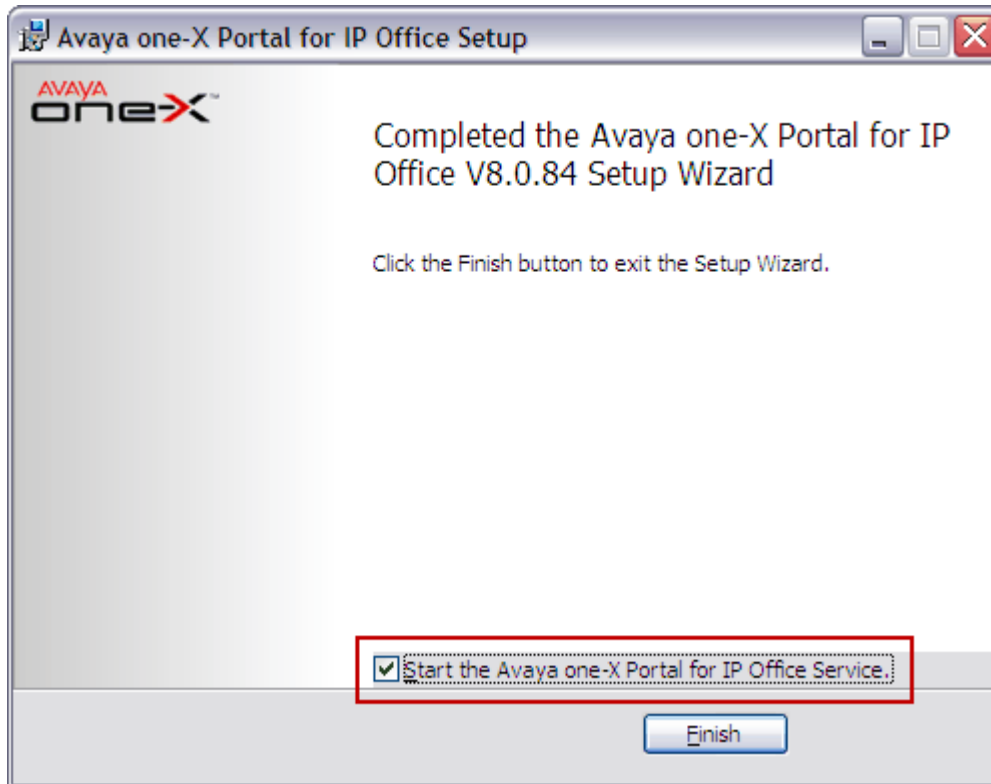 Avaya one-X Portal for IP Office Setup
AVAYA
one-X™
Completed the Avaya one-X Portal for IP
Office V8.0.84 Setup Wizard
Click the Finish button to exit the Setup Wizard.
Start the Avaya one-X Portal for IP Office Service.
Finish